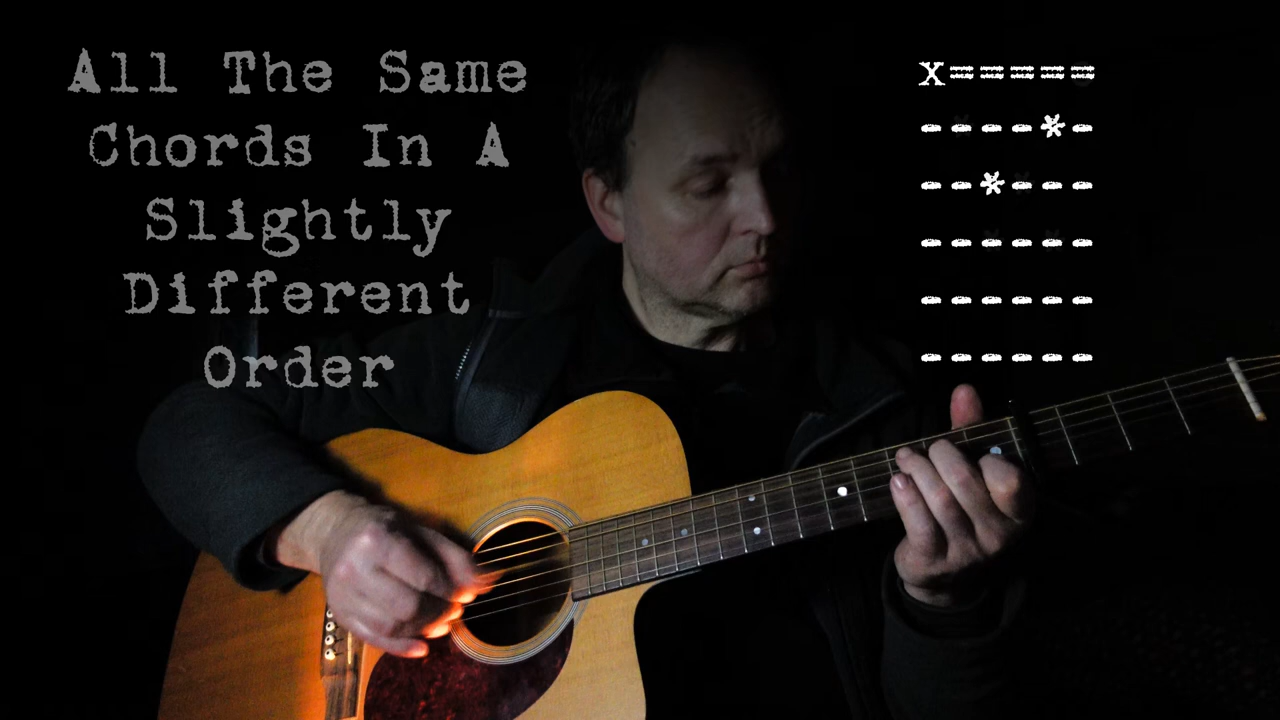 All The Same
Chords In A
Slightly
Different
Order
x=====
----*-
--*---
------
------
------